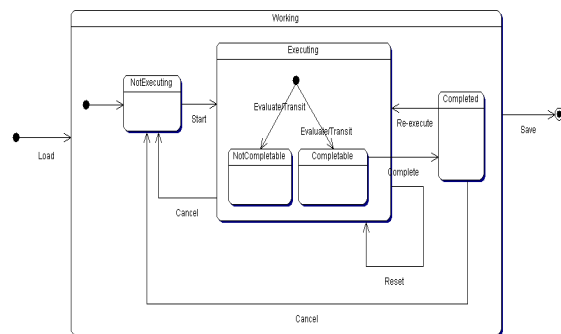 Working
Executing
NotExecuting
Evaluate/Transit
Start
Evaluate/Transit
Completed
Re-execute
Save
Load
NotCompletable
Completable
Complete
Cancel
Reset
Cancel